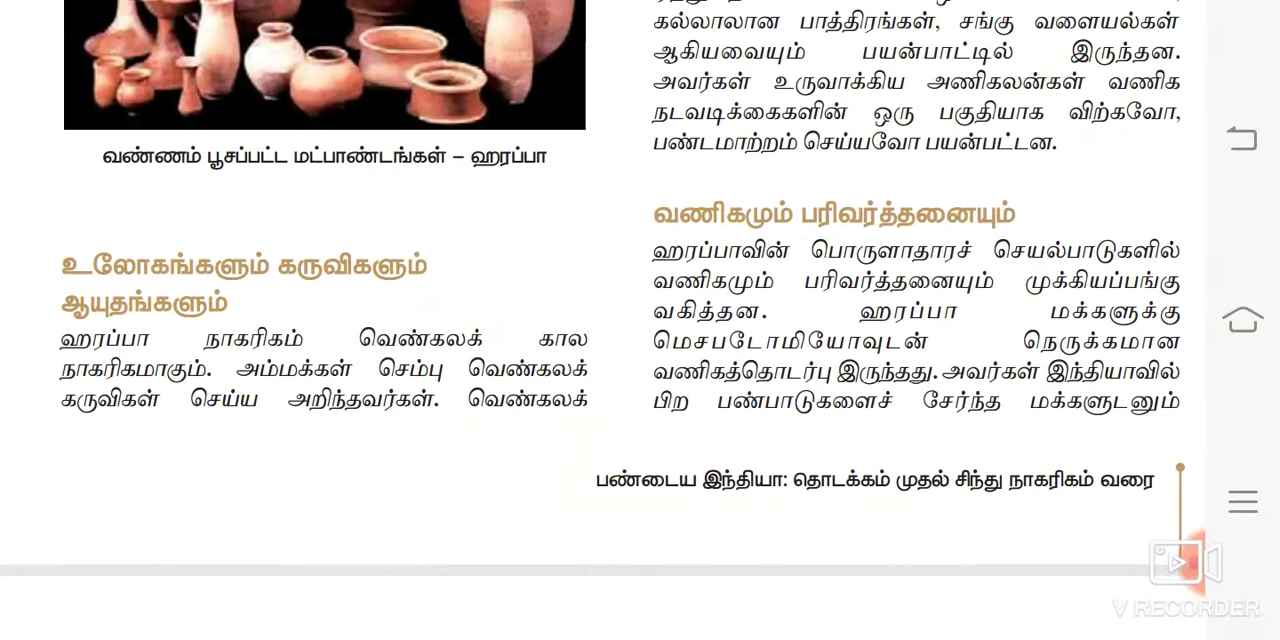 வண்ணம் பூசப்பட்ட மட்பாண்டங்கள் – ஹரப்பா
உலோகங்களும் கருவிகளும்
ஆயுதங்களும்
ஹரப்பா நாகரிகம் வெண்கலக் கால
நாகரிகமாகும். அம்மக்கள் செம்பு வெண்கலக்
கருவிகள் செய்ய அறிந்தவர்கள். வெண்கலக்
கல்லாலான பாத்திரங்கள், சங்கு வளையல்கள்
ஆகியவையும் பயன்பாட்டில் இருந்தன.
அவர்கள் உருவாக்கிய அணிகலன்கள் வணிக
நடவடிக்கைகளின் ஒரு பகுதியாக விற்கவோ,
பண்டமாற்றம் செய்யவோ பயன்பட்டன.
வணிகமும் பரிவர்த்தனையும்
ஹரப்பாவின் பொருளாதாரச் செயல்பாடுகளில்
வணிகமும் பரிவர்த்தனையும் முக்கியப்பங்கு
வகித்தன. ஹரப்பா மக்களுக்கு
மெசபடோமியோவுடன் நெருக்கமான
வணிகத்தொடர்பு இருந்தது. அவர்கள் இந்தியாவில்
பிற பண்பாடுகளைச் சேர்ந்த மக்களுடனும்
பண்டைய இந்தியா: தொடக்கம் முதல் சிந்து நாகரிகம் வரை
V RECORDER